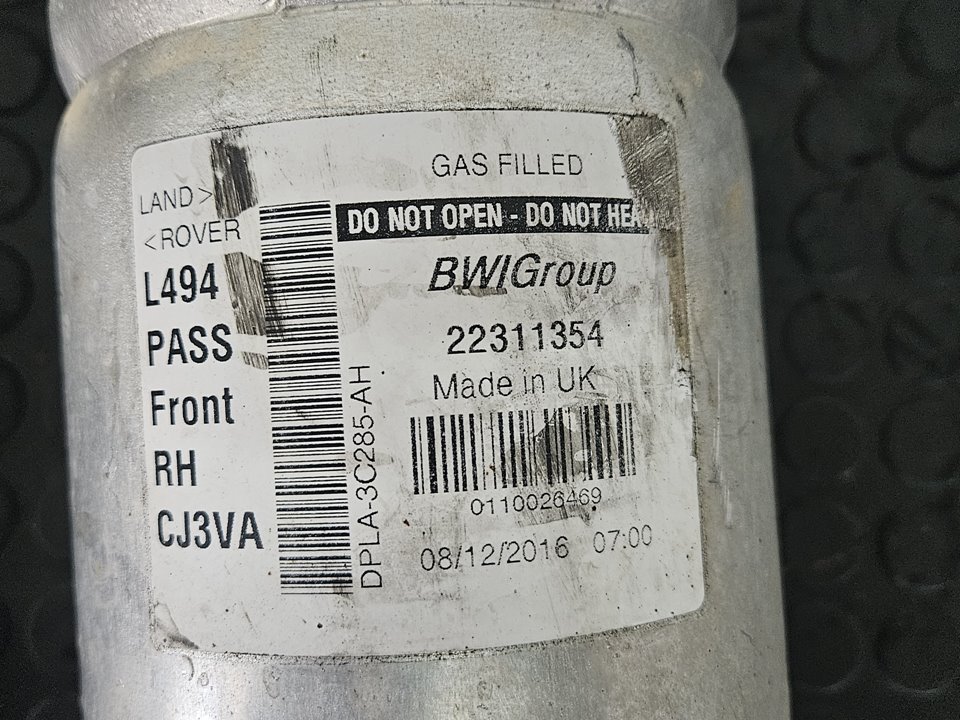 GAS FILLED
DO NOT OPEN - DO NOT
LAND >
<ROVER
L494
PASS
Front
RH
CJ3VA
DPLA-3C285-AH
BWIGroup
22311354
Made in UK
0110026469
08/12/2016 07:00